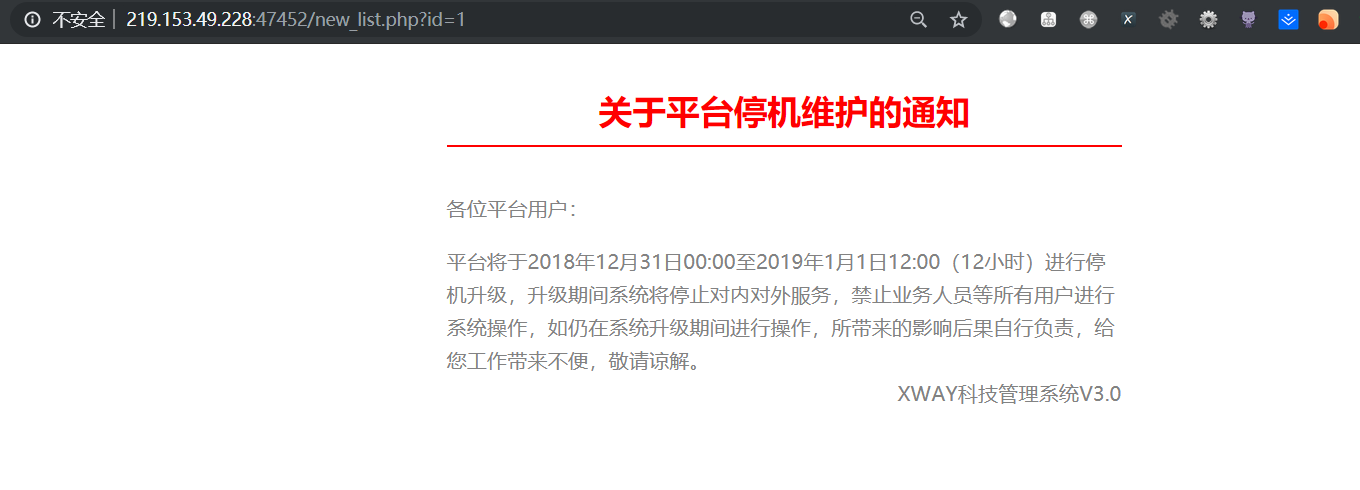 不安全 219.153.49.228:47452/new_list.php?id=1
关于平台停机维护的通知
各位平台用户：
平台将于2018年12月31日00:00至2019年1月1日12:00（12小时）进行停
机升级，升级期间系统将停止对内对外服务，禁止业务人员等所有用户进行
系统操作，如仍在系统升级期间进行操作，所带来的影响后果自行负责，给
您工作带来不便，敬请谅解。
XWAY科技管理系统V3.0